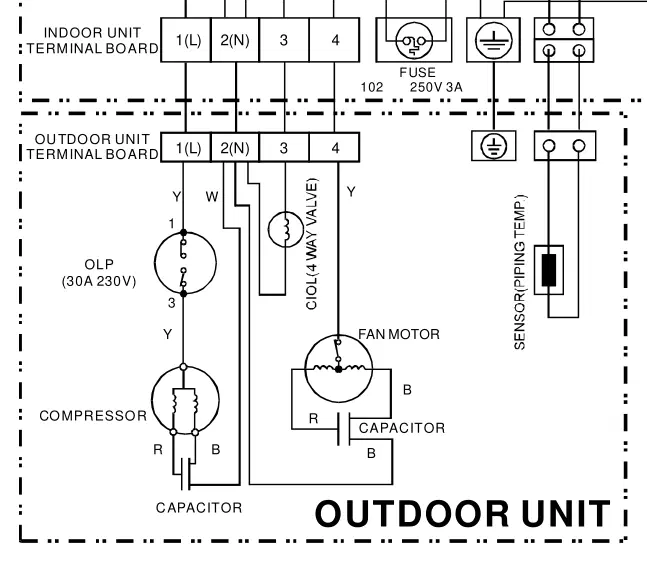 INDOOR UNIT
TERMINAL BOARD
1(L) 2(N) 3 4
FUSE
102 250V 3A
OUTDOOR UNIT
TERMINAL BOARD
1(L) 2(N) 3 4
Y W Y
CIOL(4 WAY VALVE)
SENSOR(PIPING TEMP.)
1
OLP
(30A 230V)
3
Y
FAN MOTOR
B
COMPRESSOR
R
CAPACITOR
R B
B
CAPACITOR
OUTDOOR UNIT